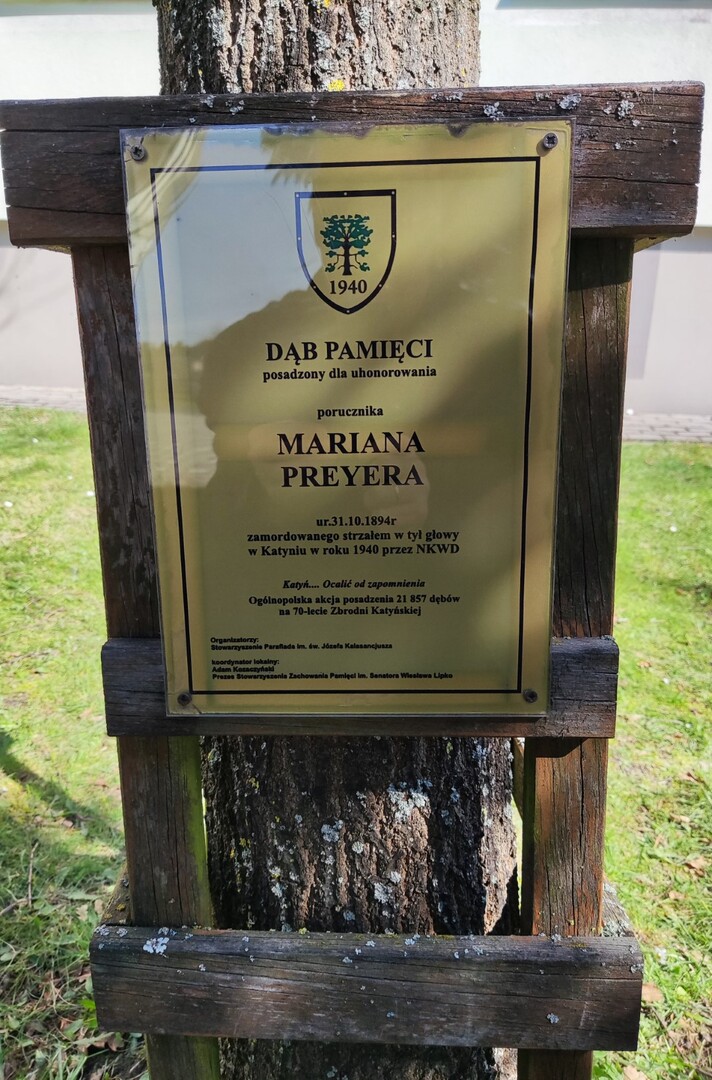 1940
DĄB PAMIĘCI
posadzony dla uhonorowania
porucznika
MARIANA
PREYERA
ur.31.10.1894r
zamordowanego strzałem w tył głowy
w Katyniu w roku 1940 przez NKWD
Katyń.... Ocalić od zapomnienia
Ogólnopolska akcja posadzenia 21 857 dębów
na 70-lecie Zbrodni Katyńskiej
Organizatorzy:
Stowarzyszenie Parafiada im. św. Józefa Kalasancjusza
koordynator lokalny:
Adam Kozaczyński
Prezes Stowarzyszenia Zachowania Pamięci im. Senatora Wiesława Lipko